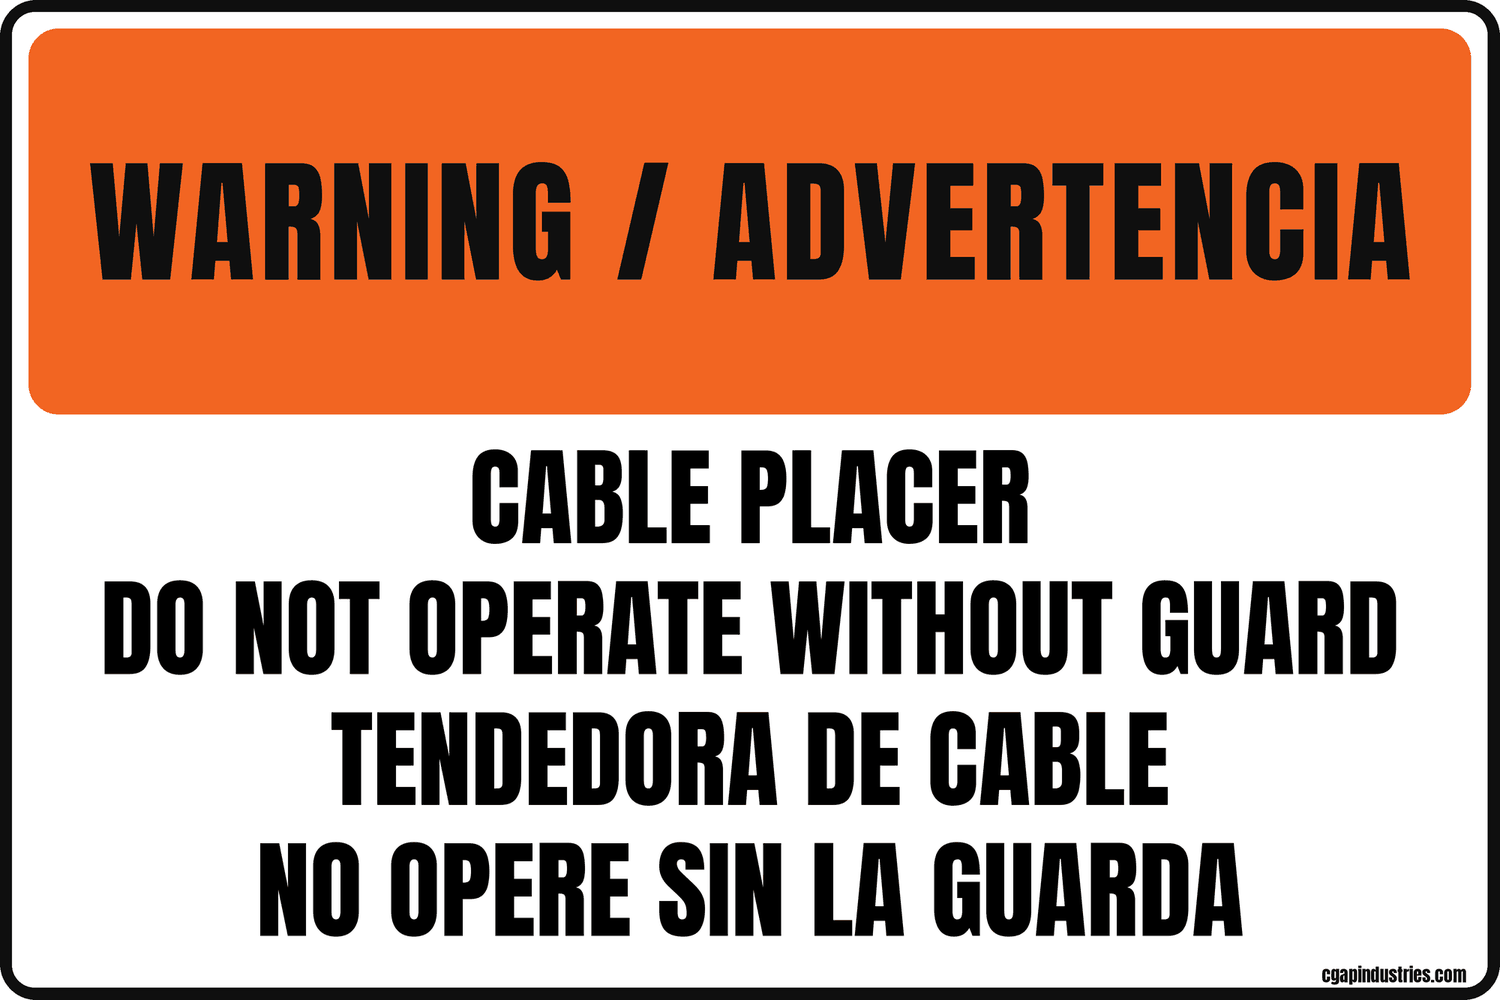 WARNING / ADVERTENCIA
CABLE PLACER
DO NOT OPERATE WITHOUT GUARD
TENDEDORA DE CABLE
NO OPERE SIN LA GUARDA
cgapindustries.com